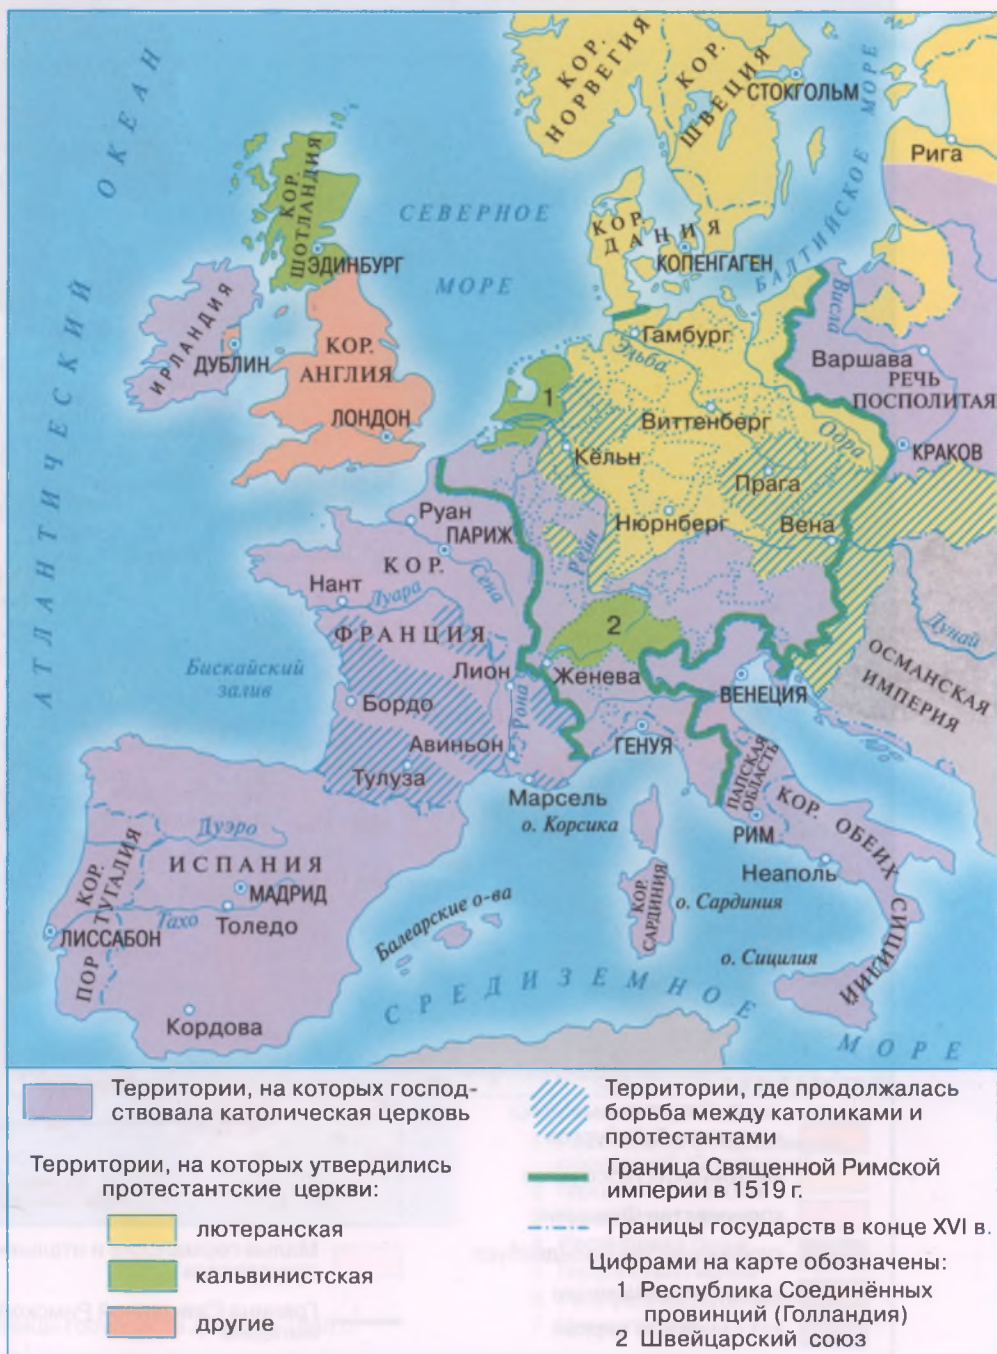 АТЛАНТИЧЕСКИЙ ОКЕАН
КОР.
НОРВЕГИЯ
КОР.
ШВЕЦИЯ
СТОКГОЛЬМ
БАЛТИЙСКОЕ МОРЕ
Рига
КОР.
ШОТЛАНДИЯ
ЭДИНБУРГ
СЕВЕРНОЕ
МОРЕ
КОР.
ДАНИЯ
КОПЕНГАГЕН
ИРЛАНДИЯ
ДУБЛИН
КОР.
АНГЛИЯ
ЛОНДОН
Гамбург
Эльба
Висла
Варшава
РЕЧЬ
ПОСПОЛИТАЯ
1
Виттенберг
Одра
КРАКОВ
Кёльн
Прага
Руан
ПАРИЖ
Нюрнберг
Вена
Рейн
КОР.
Сена
Нант
Луара
ФРАНЦИЯ
2
Дунай
ОСМАНСКАЯ
ИМПЕРИЯ
Бискайский
залив
Лион
Женева
ВЕНЕЦИЯ
Бордо
Рона
Авиньон
ГЕНУЯ
Тулуза
ПАПСКАЯ
ОБЛАСТЬ
Марсель
о. Корсика
РИМ
КОР. ОБЕИХ СИЦИЛИЙ
Дуэро
КОР.
ПОРТУГАЛИЯ
ИСПАНИЯ
МАДРИД
Неаполь
КОР.
САРДИНИЯ
о. Сардиния
Тахо
ЛИССАБОН
Толедо
Балеарские о-ва
о. Сицилия
Кордова
СРЕДИЗЕМНОЕ
МОРЕ
Территории, на которых господ-
ствовала католическая церковь
Территории, на которых утвердились
протестантские церкви:
лютеранская
кальвинистская
другие
Территории, где продолжалась
борьба между католиками и
протестантами
Граница Священной Римской
империи в 1519 г.
Границы государств в конце XVI в.
Цифрами на карте обозначены:
1 Республика Соединённых
провинций (Голландия)
2 Швейцарский союз